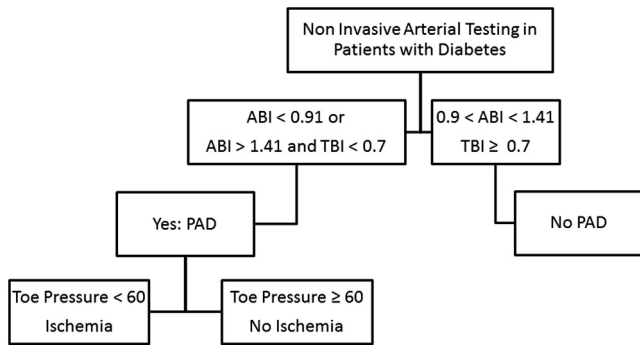 Non Invasive Arterial Testing in
Patients with Diabetes
ABI < 0.91 or
ABI > 1.41 and TBI < 0.7
0.9 < ABI < 1.41
TBI ≥ 0.7
Yes: PAD
No PAD
Toe Pressure < 60
Ischemia
Toe Pressure ≥ 60
No Ischemia